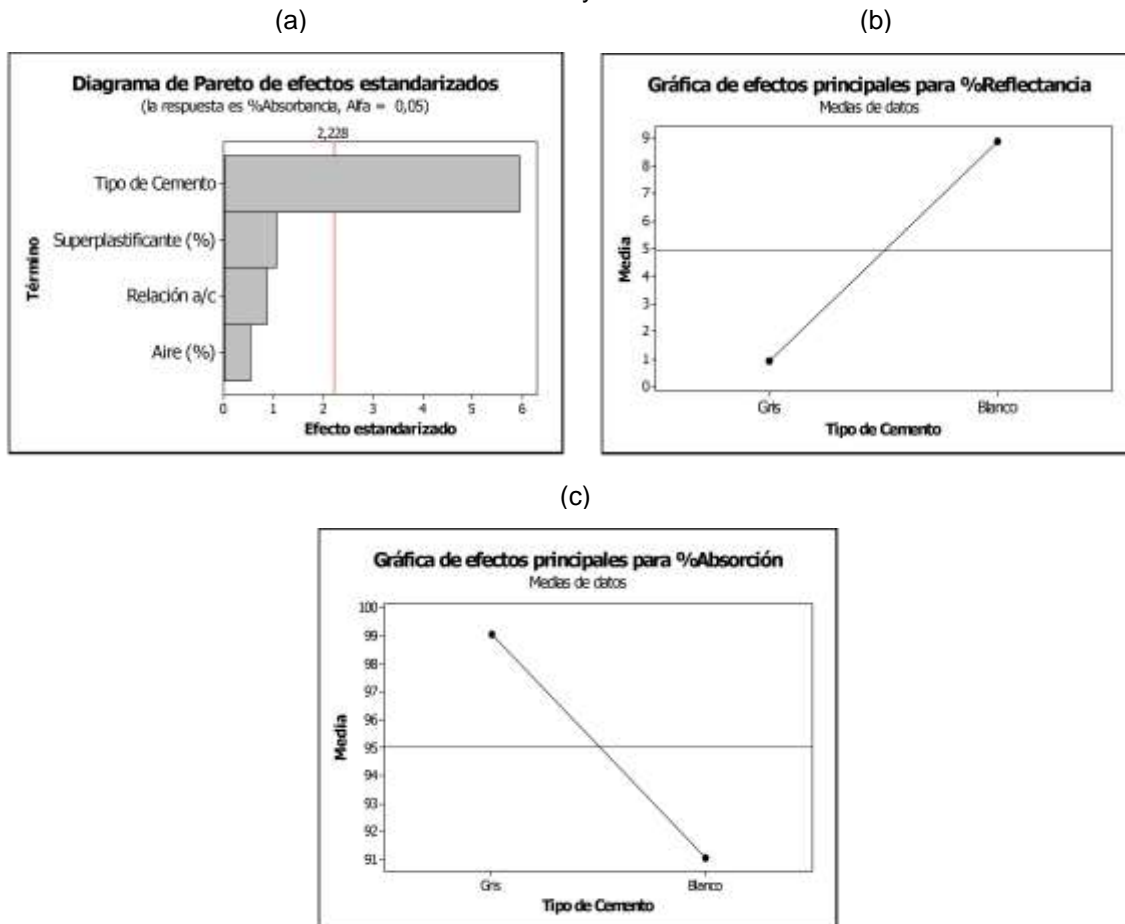 y
(a)
(b)
Diagrama de Pareto de efectos estandarizados
(la respuesta es %Absorbancia, Alfa = 0,05)
2,228
Término
Tipo de Cemento
Superplastificante (%)
Relación a/c
Aire (%)
0 1 2 3 4 5 6
Efecto estandarizado
Gráfica de efectos principales para %Reflectancia
Medias de datos
Media
9
8
7
6
5
4
3
2
1
0
Gris Blanco
Tipo de Cemento
(c)
Gráfica de efectos principales para %Absorción
Medias de datos
Media
100
99
98
97
96
95
94
93
92
91
Gris Blanco
Tipo de Cemento